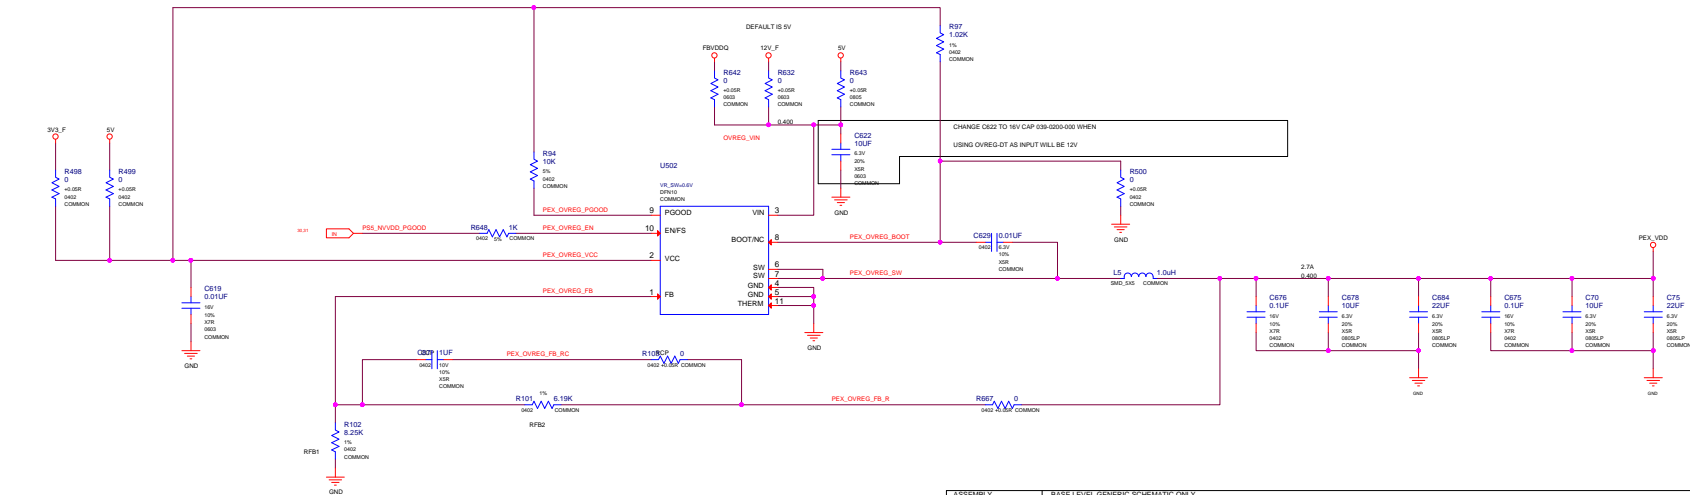 DEFAULT IS 5V
FBVDDQ
12V_F
5V
R642
0
+0.05R
0603
COMMON
R632
0
+0.05R
0603
COMMON
R643
0
+0.05R
0805
COMMON
R97
1.02K
1%
0402
COMMON
0.400
OVREG_VIN
C622
10UF
6.3V
20%
X5R
0603
COMMON
GND
CHANGE C622 TO 16V CAP 039-0200-000 WHEN
USING OVREG-DT AS INPUT WILL BE 12V
3V3_F
5V
R498
0
+0.05R
0402
COMMON
R499
0
+0.05R
0402
COMMON
R94
10K
5%
0402
COMMON
R500
0
+0.05R
0402
COMMON
GND
U502
VR_SW=0.6V
DFN10
COMMON
PEX_OVREG_PGOOD
9
PGOOD
VIN
3
IN
PS5_NVVDD_PGOOD
R648
1K
0402
5%
COMMON
PEX_OVREG_EN
10
EN/FS
BOOT/NC
8
PEX_OVREG_BOOT
C629
0.01UF
0402
6.3V
10%
X5R
COMMON
PEX_OVREG_VCC
2
VCC
SW
6
SW
7
PEX_OVREG_SW
GND
4
GND
5
THERM
11
GND
PEX_OVREG_FB
1
FB
C619
0.01UF
16V
10%
X7R
0603
COMMON
GND
L5
1.0uH
SMD_5X5
COMMON
2.7A
0.400
PEX_VDD
C676
0.1UF
16V
10%
X7R
0402
COMMON
C678
10UF
6.3V
20%
X5R
0805LP
COMMON
C684
22UF
6.3V
20%
X5R
0805LP
COMMON
GND
C675
0.1UF
16V
10%
X7R
0402
COMMON
C70
10UF
6.3V
20%
X5R
0805LP
COMMON
C75
22UF
6.3V
20%
X5R
0805LP
COMMON
GND
1UF
0402
10V
10%
X5R
COMMON
PEX_OVREG_FB_RC
0
0402
+0.05R
COMMON
R101
1%
6.19K
0402
COMMON
RFB2
PEX_OVREG_FB_R
R667
0
0402
+0.05R
COMMON
RFB1
R102
8.25K
1%
0402
COMMON
GND
ASSEMBLY
BASE LEVEL GENERIC SCHEMATIC ONLY